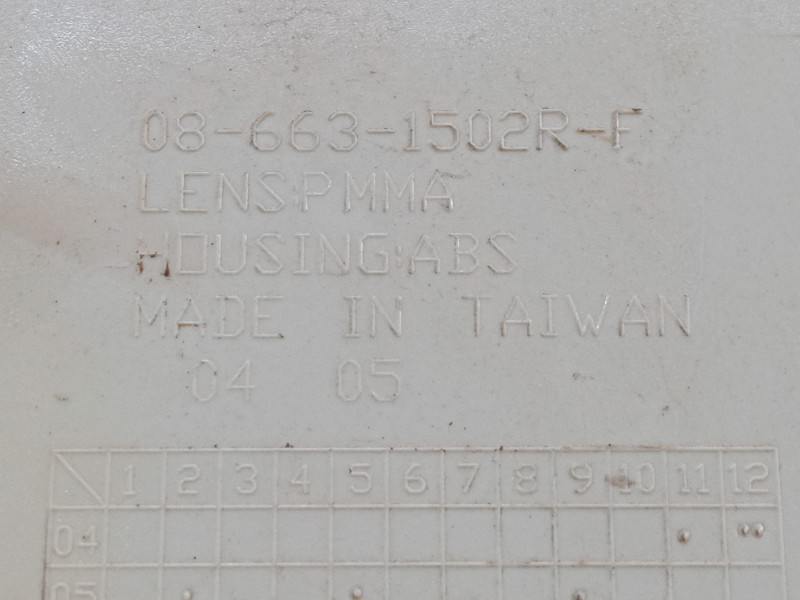 08-663-1502R-F
LENS:PMMA
HOUSING:ABS
MADE IN TAIWAN
04 05
1 2 3 4 5 6 7 8 9 10 11 12
04
05